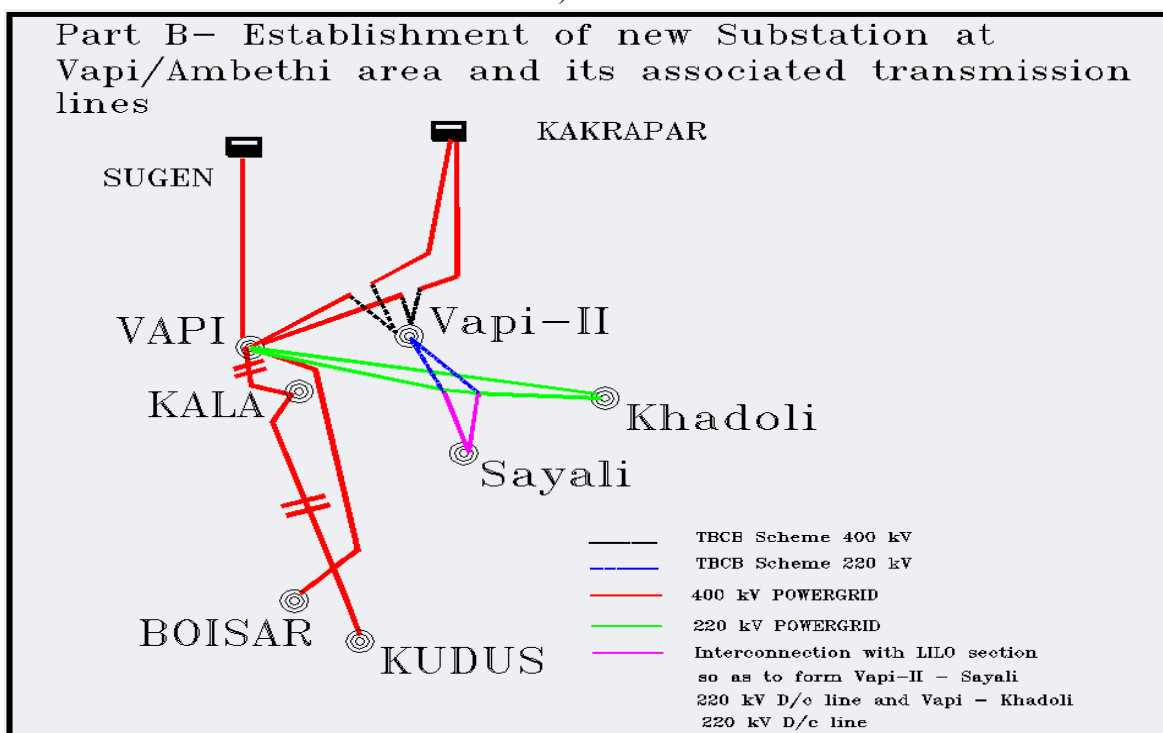 Part B- Establishment of new Substation at
Vapi/Ambethi area and its associated transmission
lines
KAKRAPAR
SUGEN
VAPI
Vapi-II
KALA
Khadoli
Sayali
BOISAR
KUDUS
TBCB Scheme 400 kV
TBCB Scheme 220 kV
400 kV POWERGRID
220 kV POWERGRID
Interconnection with LILO section
so as to form Vapi-II - Sayali
220 kV D/c line and Vapi - Khadoli
220 kV D/c line